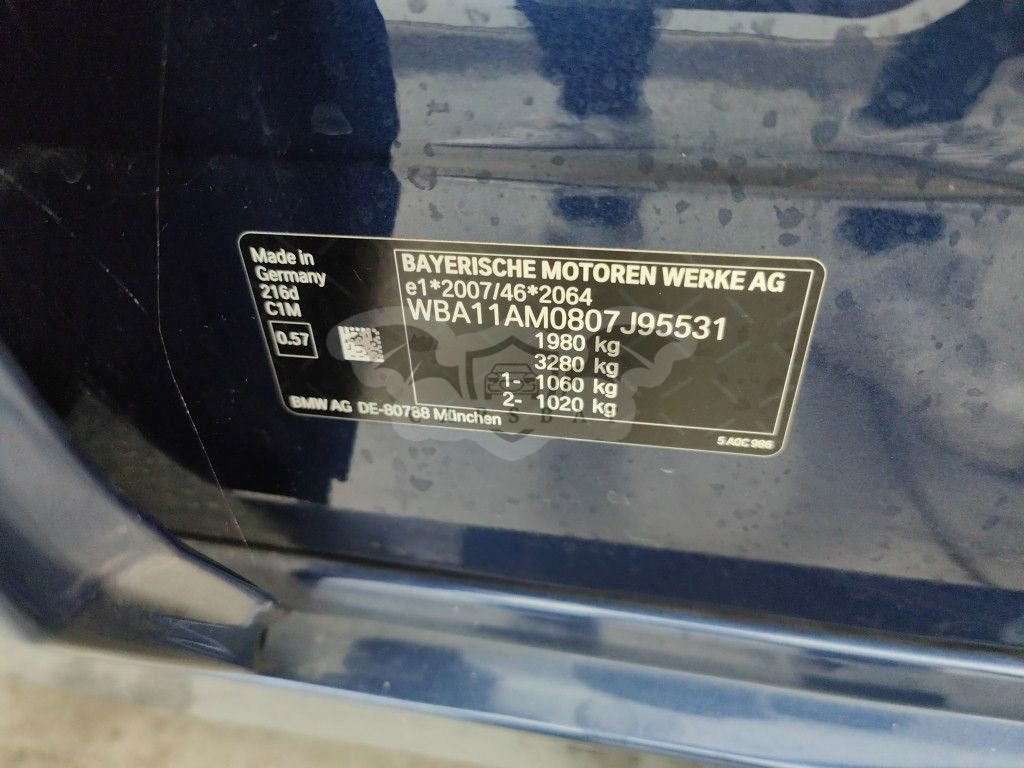 Made in
Germany
216d
C1M
0.57
BAYERISCHE MOTOREN WERKE AG
e1*2007/46*2064
WBA11AM0807J95531
1980 kg
3280 kg
1- 1060 kg
2- 1020 kg
BMW AG DE-80788 München
5 A0C 986